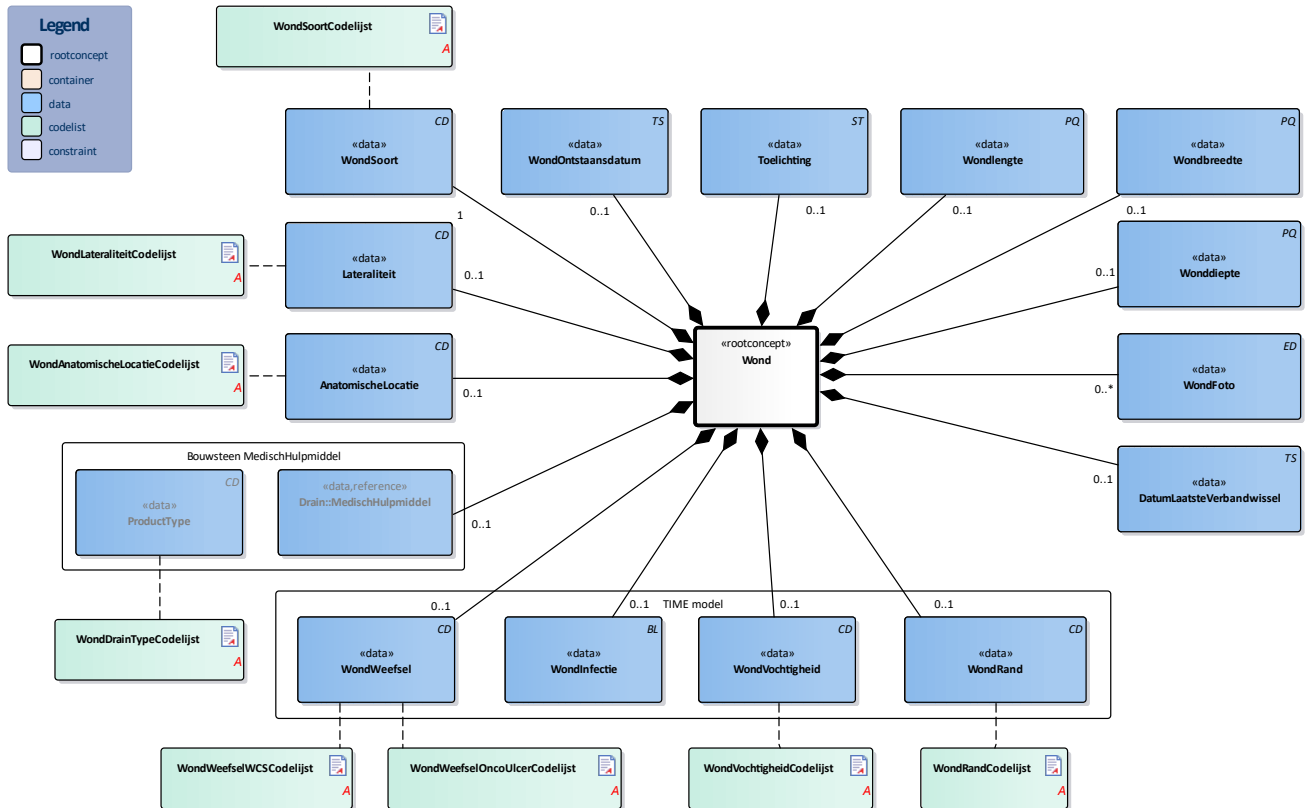 Legend
rootconcept
container
data
codelist
constraint
WondSoortCodelijst
A
CD
«data»
WondSoort
1
TS
«data»
WondOntstaansdatum
0..1
ST
«data»
Toelichting
0..1
PQ
«data»
Wondlengte
0..1
PQ
«data»
Wondbreedte
0..1
WondLateraliteitCodelijst
A
CD
«data»
Lateraliteit
0..1
PQ
«data»
Wonddiepte
0..1
WondAnatomischeLocatieCodelijst
A
CD
«data»
AnatomischeLocatie
0..1
«rootconcept»
Wond
ED
«data»
WondFoto
0..*
Bouwsteen MedischHulpmiddel
CD
«data»
ProductType
«data,reference»
Drain::MedischHulpmiddel
0..1
TS
«data»
DatumLaatsteVerbandwissel
0..1
WondDrainTypeCodelijst
A
TIME model
0..1
CD
«data»
WondWeefsel
0..1
BL
«data»
WondInfectie
0..1
CD
«data»
WondVochtigheid
0..1
CD
«data»
WondRand
WondWeefselWCSCodelijst
A
WondWeefselOncoUlcerCodelijst
A
WondVochtigheidCodelijst
A
WondRandCodelijst
A